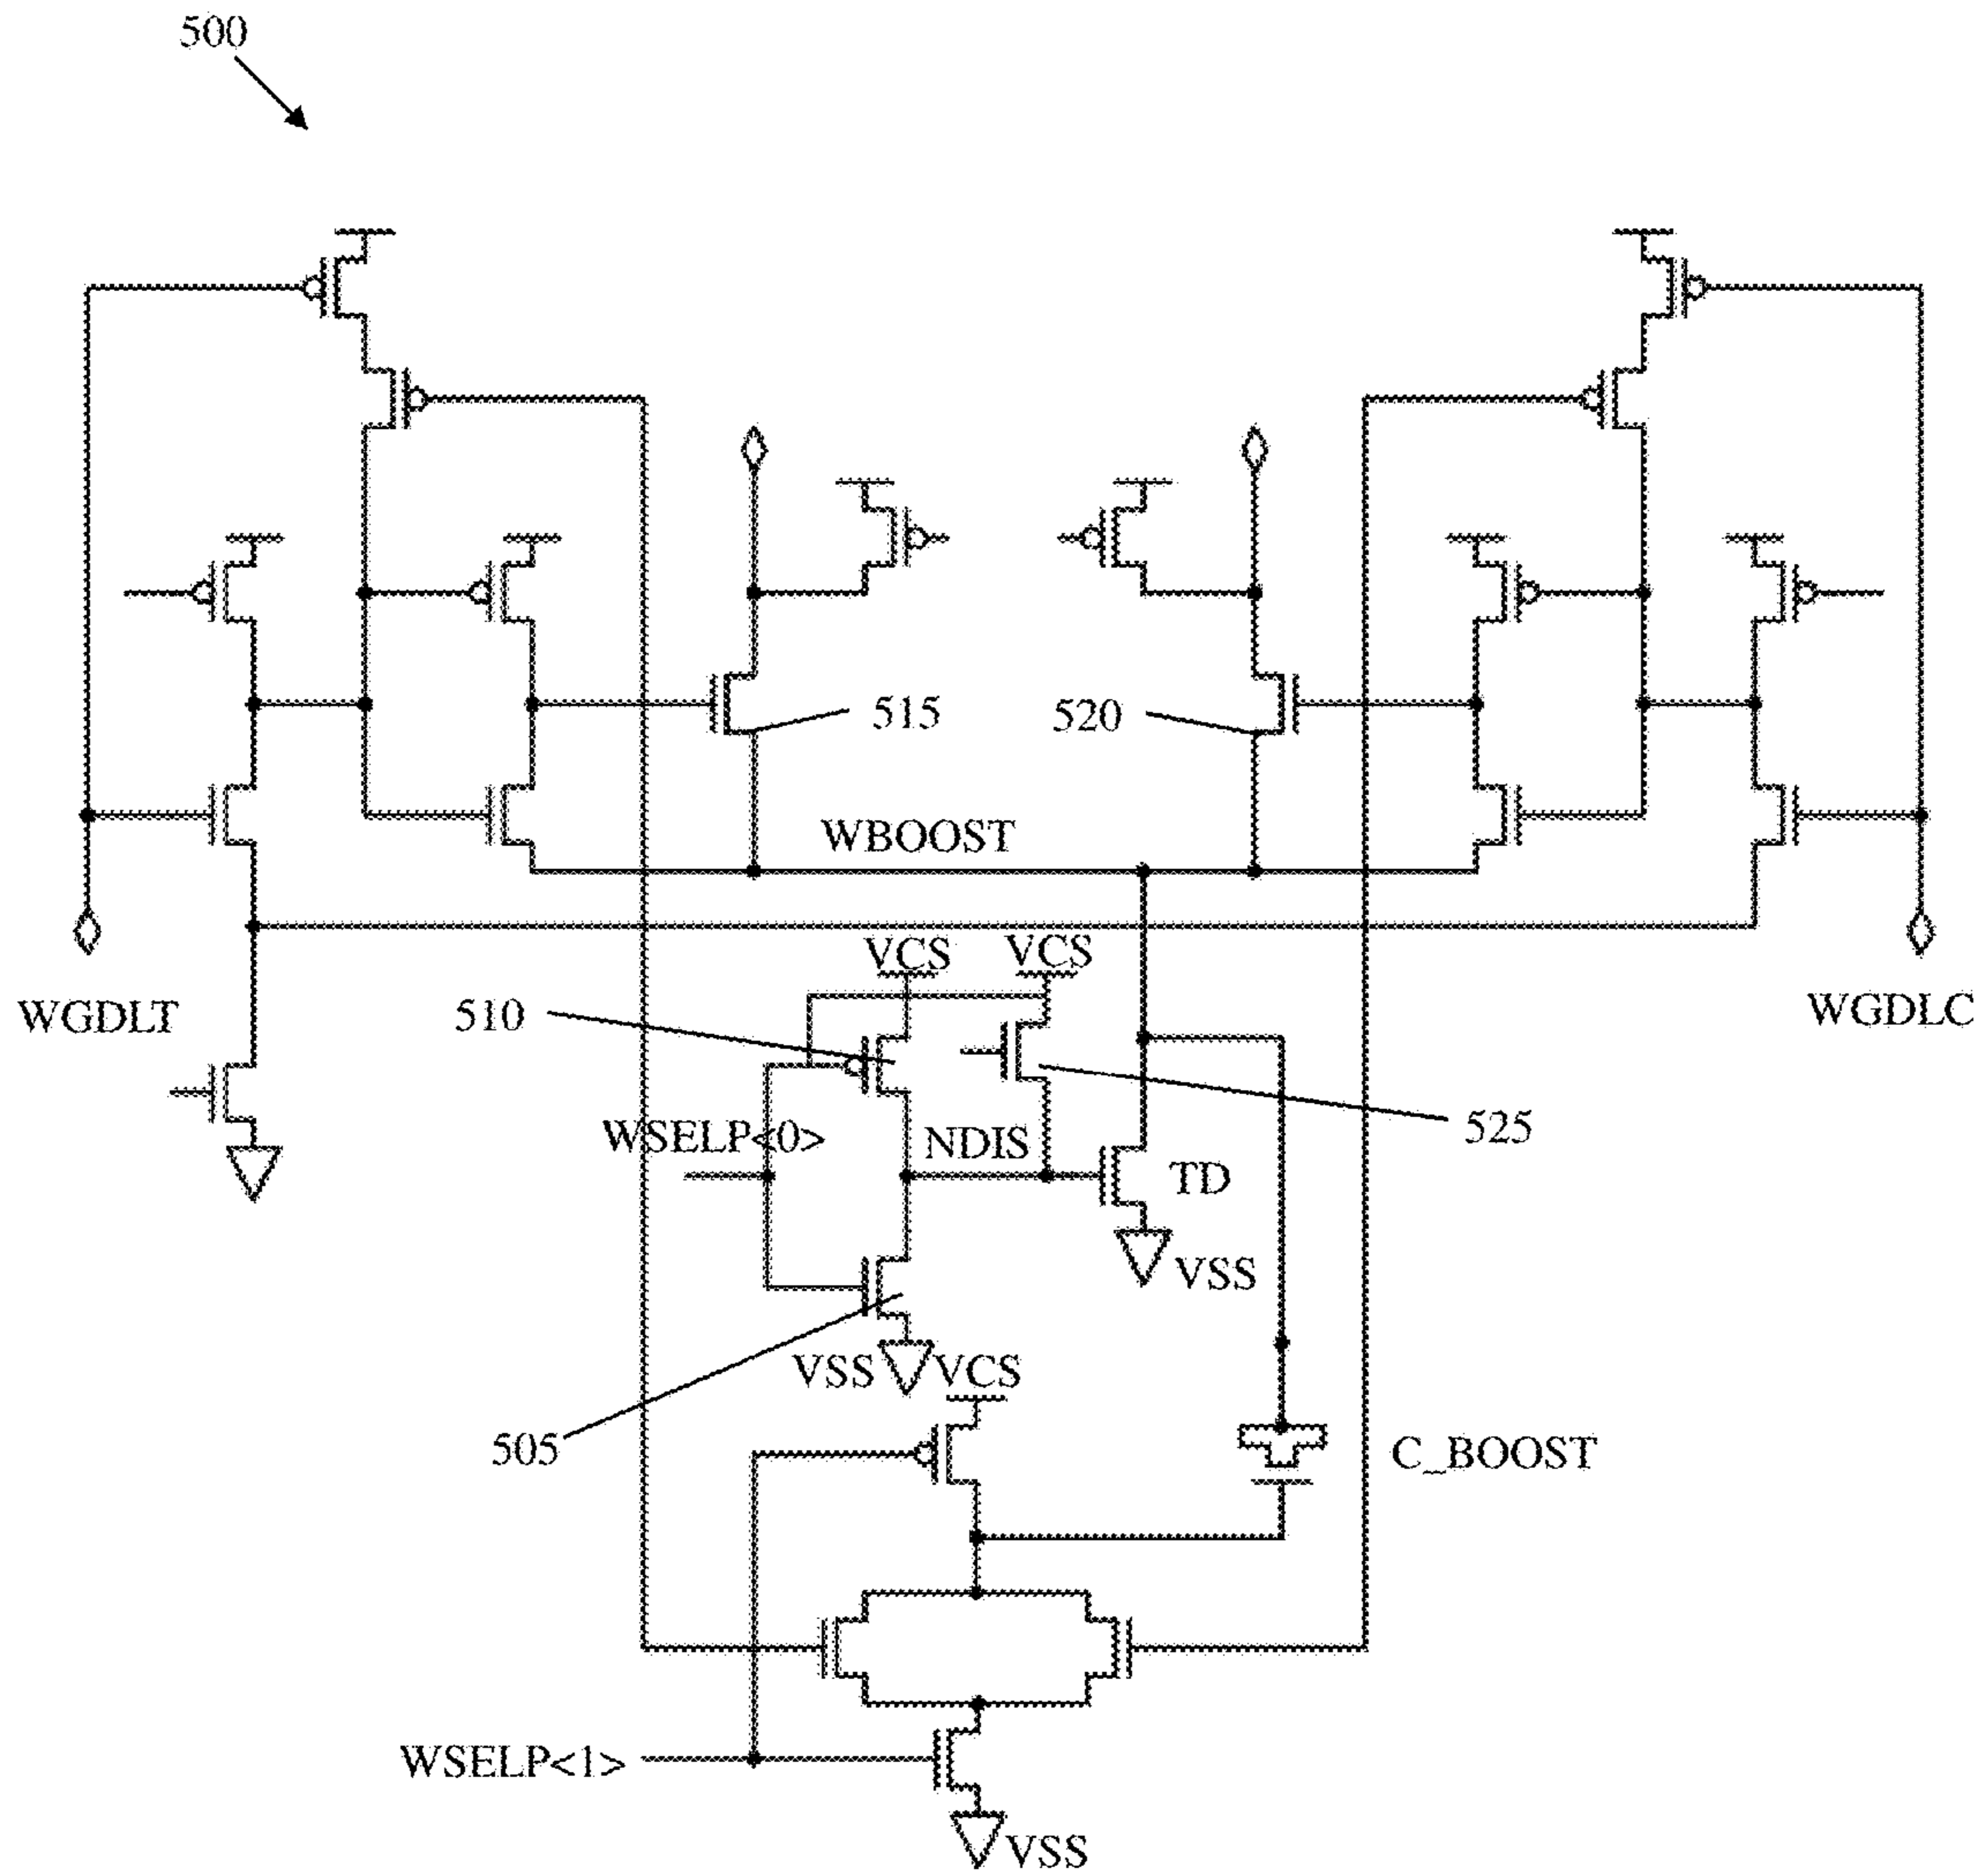 500
515
520
WBOOST
VCS
VCS
WGDLT
510
WGDLC
525
WSELP<0>
NDIS
TD
VSS
VSS
VCS
505
C_BOOST
WSELP<1>
VSS